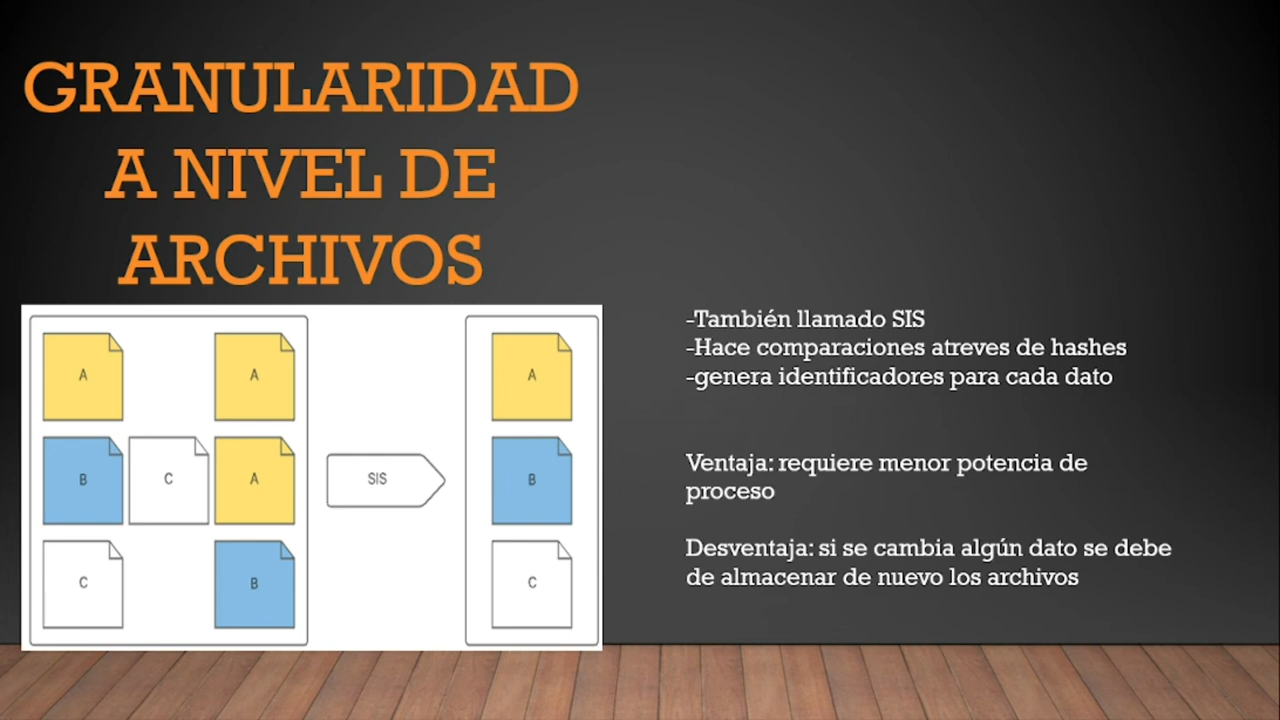 GRANULARIDAD
A NIVEL DE
ARCHIVOS
A
A
B
C
A
C
B
SIS
A
B
C
-También llamado SIS
-Hace comparaciones atreves de hashes
-genera identificadores para cada dato
Ventaja: requiere menor potencia de
proceso
Desventaja: si se cambia algún dato se debe
de almacenar de nuevo los archivos